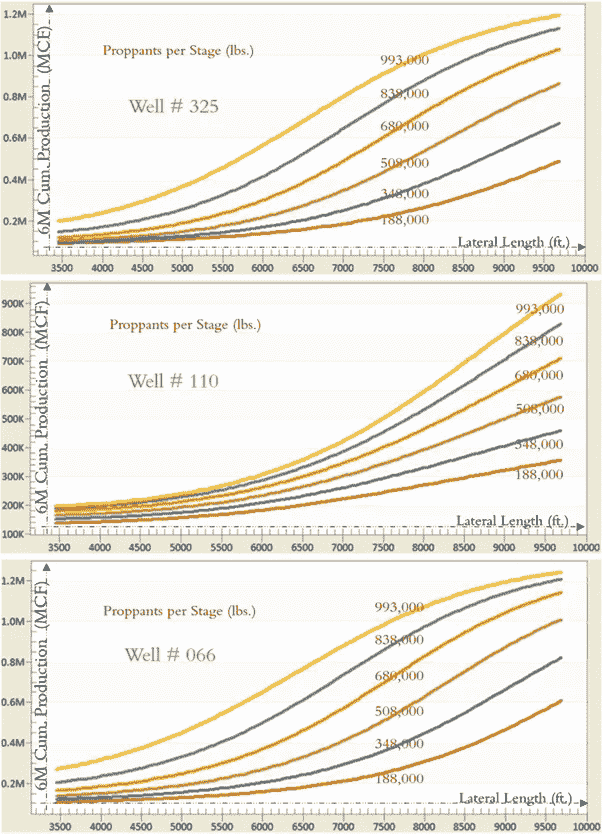 1.2M
1.0M
0.8M
0.6M
0.4M
0.2M
6M Cum. Production (MCF)
Proppants per Stage (lbs.)
Well # 325
993,000
838,000
680,000
508,000
348,000
188,000
Lateral Length (ft.)
3500 4000 5000 5500 6000 6500 7000 7500 8000 8500 9000 9500 10000
900K
800K
700K
600K
500K
400K
300K
200K
100K
6M Cum. Production (MCF)
Proppants per Stage (lbs.)
Well # 110
993,000
838,000
680,000
508,000
348,000
188,000
Lateral Length (ft.)
3500 4000 4500 5000 5500 6000 6500 7000 7500 8000 8500 9000 9500 10000
1.2M
1.0M
0.8M
0.6M
0.4M
0.2M
6M Cum. Production (MCF)
Proppants per Stage (lbs.)
Well # 066
993,000
838,000
680,000
508,000
348,000
188,000
Lateral Length (ft.)
3500 4000 4500 5000 5500 6000 6500 7000 7500 8000 8500 9000 9500 10000